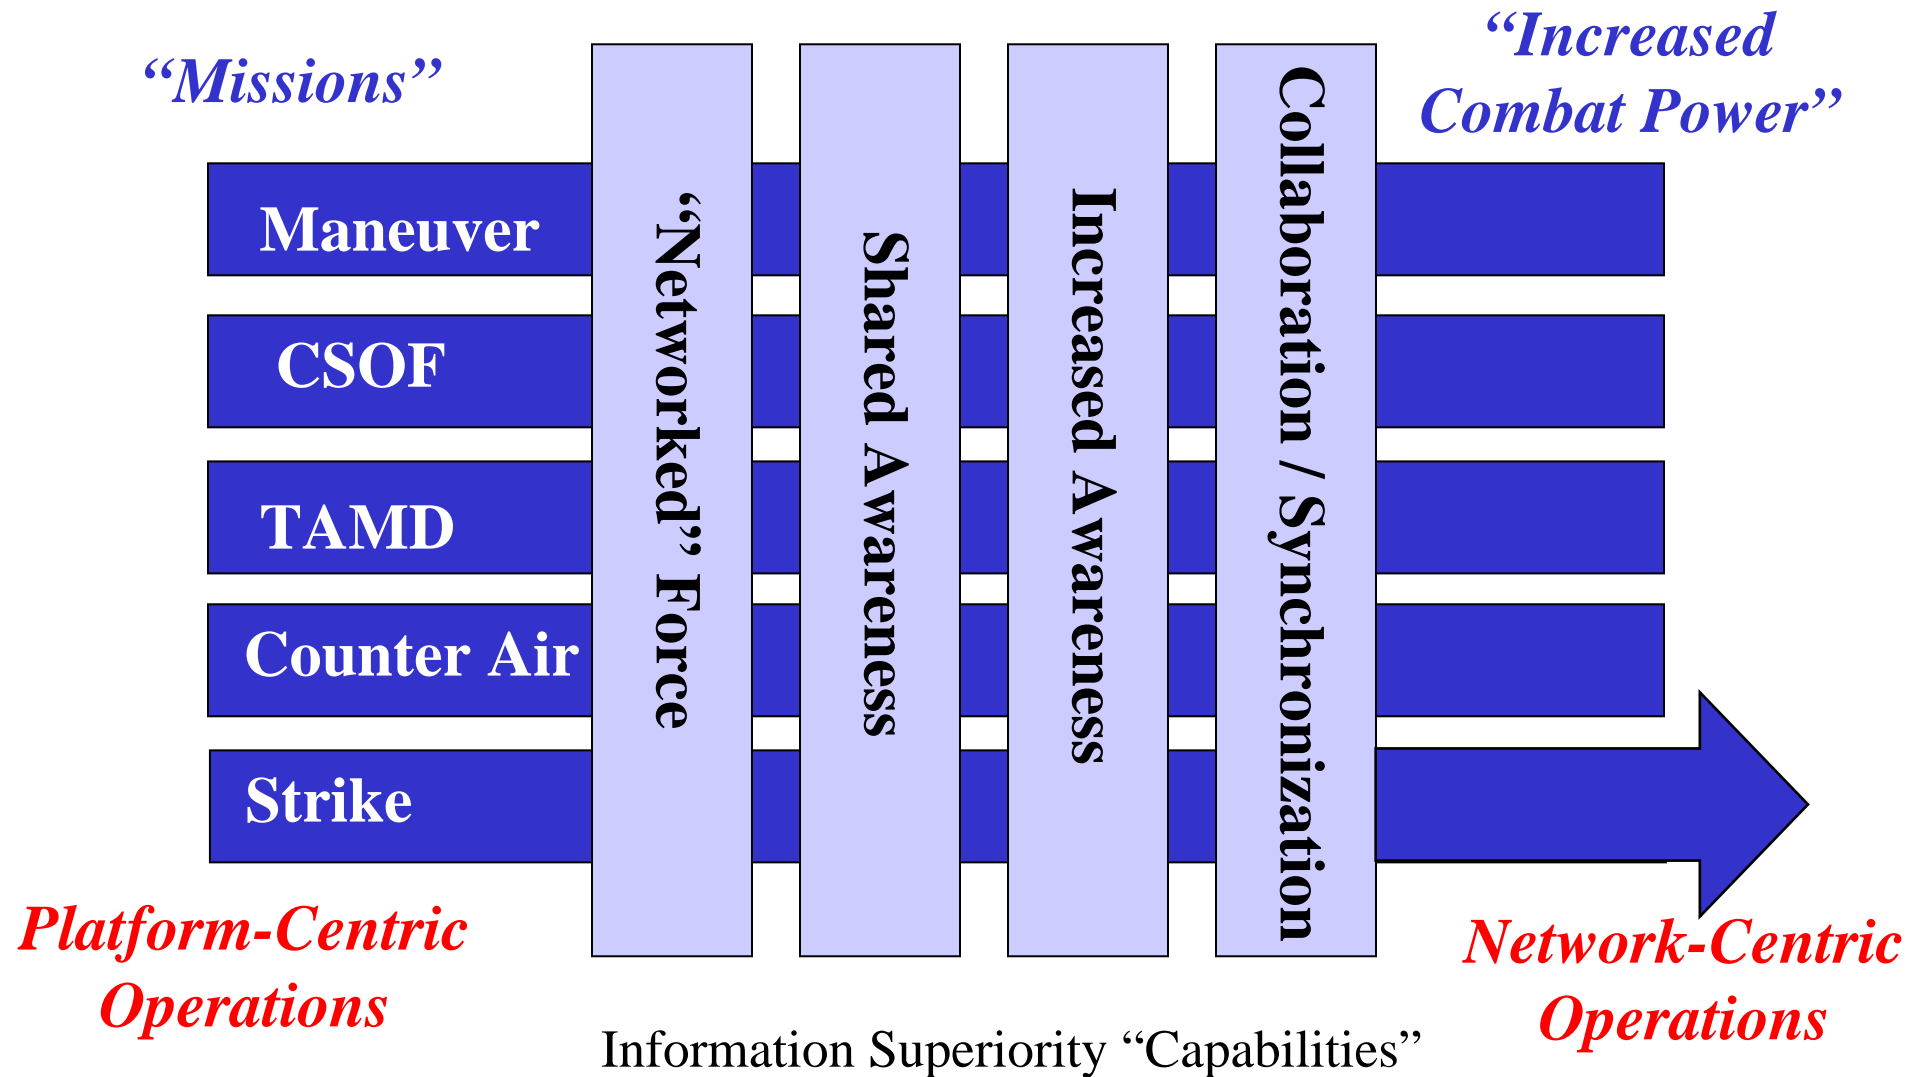 “Missions”
“Increased
Combat Power”
Maneuver
CSOF
TAMD
Counter Air
Strike
“Networked” Force
Shared Awareness
Increased Awareness
Collaboration / Synchronization
Platform-Centric
Operations
Network-Centric
Operations
Information Superiority “Capabilities”